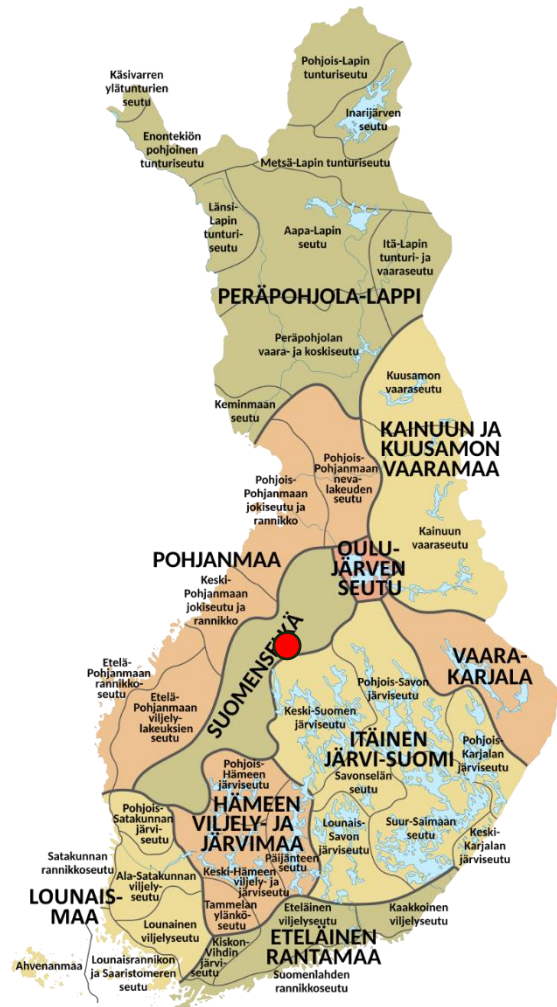 Pohjois-Lapin
tunturiseutu
Käsivarren
ylätunturien
seutu
Inarijärven
seutu
Enontekiön
pohjoinen
tunturiseutu
Metsä-Lapin tunturiseutu
Länsi-
Lapin
tunturi-
seutu
Aapa-Lapin
seutu
Itä-Lapin
tunturi- ja
vaaraseutu
PERÄPOHJOLA-LAPPI
Peräpohjolan
vaara- ja koskiseutu
Kuusamon
vaaraseutu
Keminmaan
seutu
KAINUUN JA
KUUSAMON
VAARAMAA
Pohjois-
Pohjanmaan
neva-
lakeuden
seutu
Pohjois-
Pohjanmaan
jokiseutu ja
rannikko
Kainuun
vaaraseutu
OULU-
JÄRVEN
SEUTU
POHJANMAA
Keski-
Pohjanmaan
jokiseutu ja
rannikko
SUOMENSELKÄ
VAARA-
KARJALA
Etelä-
Pohjanmaan
rannikko-
seutu
Etelä-
Pohjanmaan
viljely-
lakeuksien
seutu
Pohjois-Savon
järviseutu
Keski-Suomen
järviseutu
ITÄINEN
JÄRVI-SUOMI
Pohjois-
Karjalan
järviseutu
Savonselän
seutu
Pohjois-
Hämeen
järviseutu
HÄMEEN
VILJELY- JA
JÄRVIMAA
Pohjois-
Satakunnan
järvi-
seutu
Lounais-
Savon
järviseutu
Suur-Saimaan
seutu
Keski-
Karjalan
järviseutu
Satakunnan
rannikkoseutu
Ala-Satakunnan
viljely-
seutu
Päijänteen
seutu
Keski-Hämeen
viljely- ja
järviseutu
LOUNAIS-
MAA
Tammelan
ylänkö-
seutu
Eteläinen
viljelyseutu
Kaakkoinen
viljelyseutu
Lounainen
viljelyseutu
Kiskon-
Vihdin
järvi-
seutu
ETELÄINEN
RANTAMAA
Ahvenanmaa
Lounaisrannikon
ja Saaristomeren
seutu
Suomenlahden
rannikkoseutu